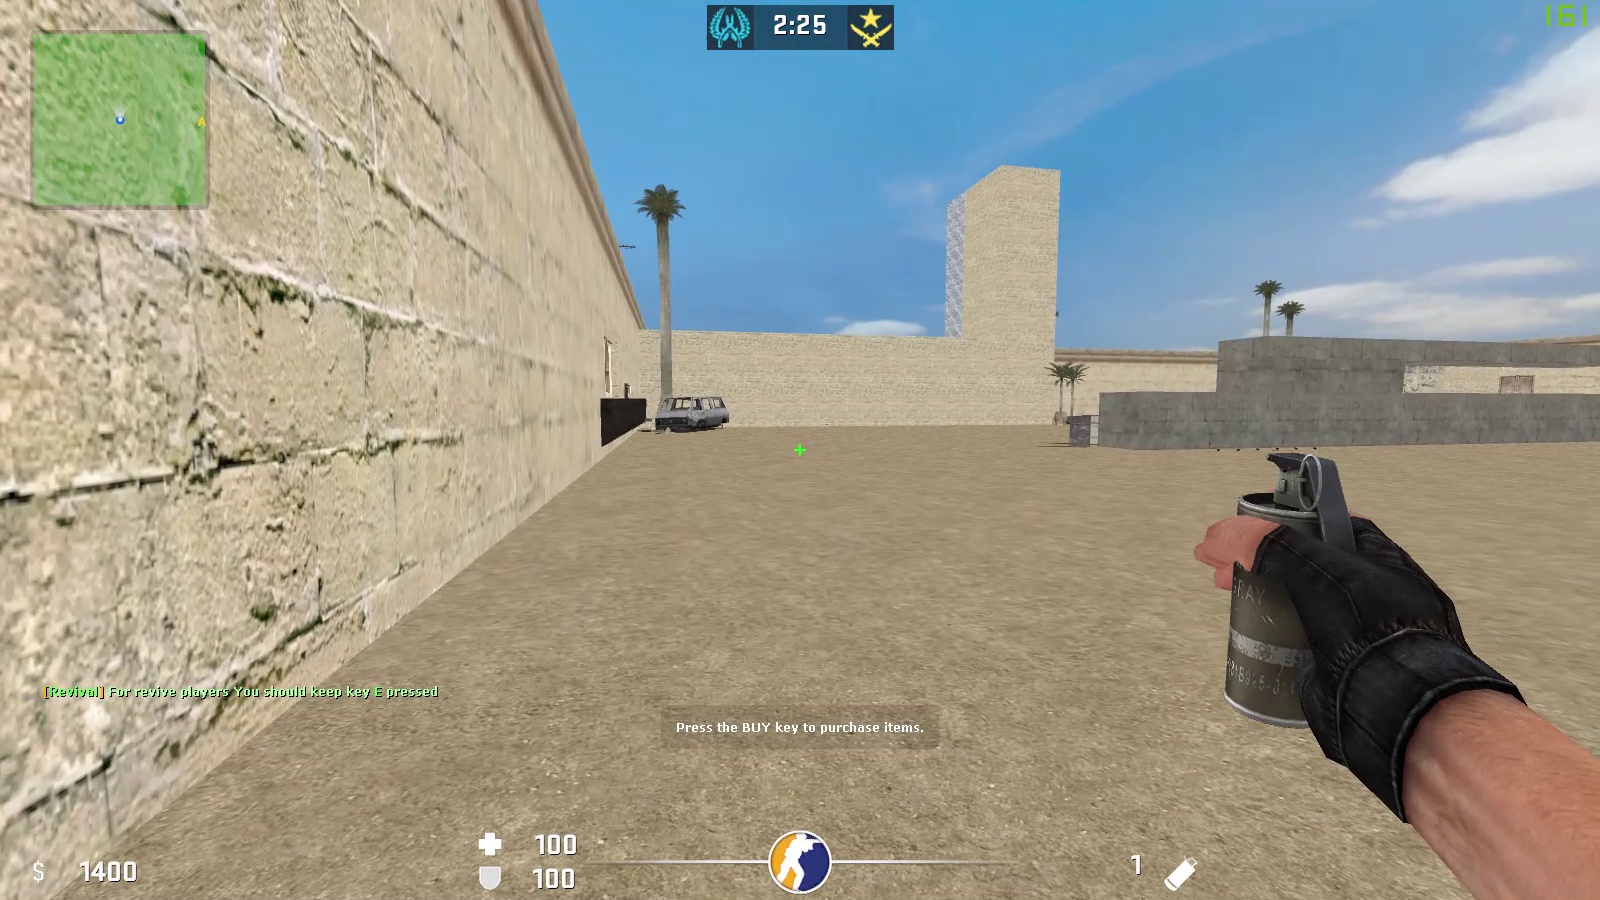 2:25
161
A
GRAY
[Revival] For revive players You should keep key E pressed
Press the BUY key to purchase items.
100
$ 1400
100
1